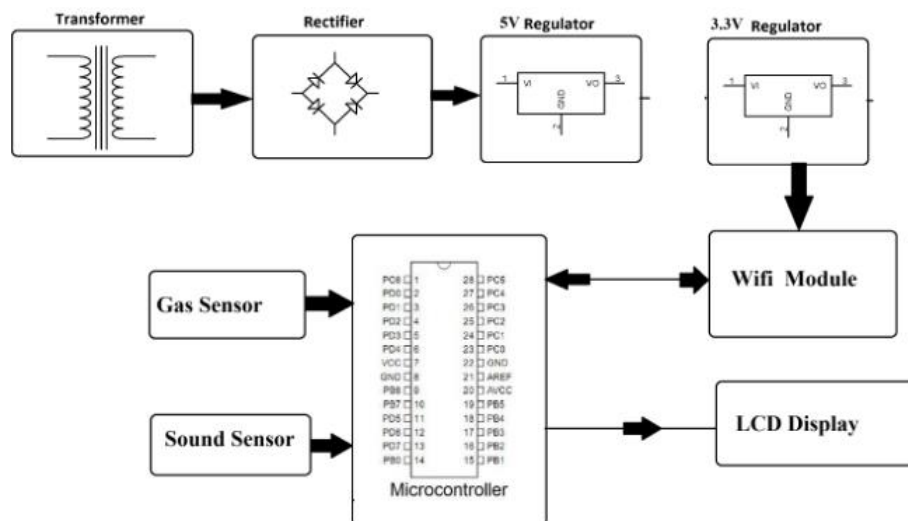 Transformer
Rectifier
5V Regulator
3.3V Regulator
1 VI VO 3
GND
2
1 VI VO 3
GND
2
Gas Sensor
Sound Sensor
PC6 1 28 PC5
PD0 2 27 PC4
PD1 3 26 PC3
PD2 4 25 PC2
PD3 5 24 PC1
PD4 6 23 PC0
VCC 7 22 GND
GND 8 21 AREF
PB6 9 20 AVCC
PB7 10 19 PB5
PD5 11 18 PB4
PD6 12 17 PB3
PD7 13 16 PB2
PB0 14 15 PB1
Microcontroller
Wifi Module
LCD Display